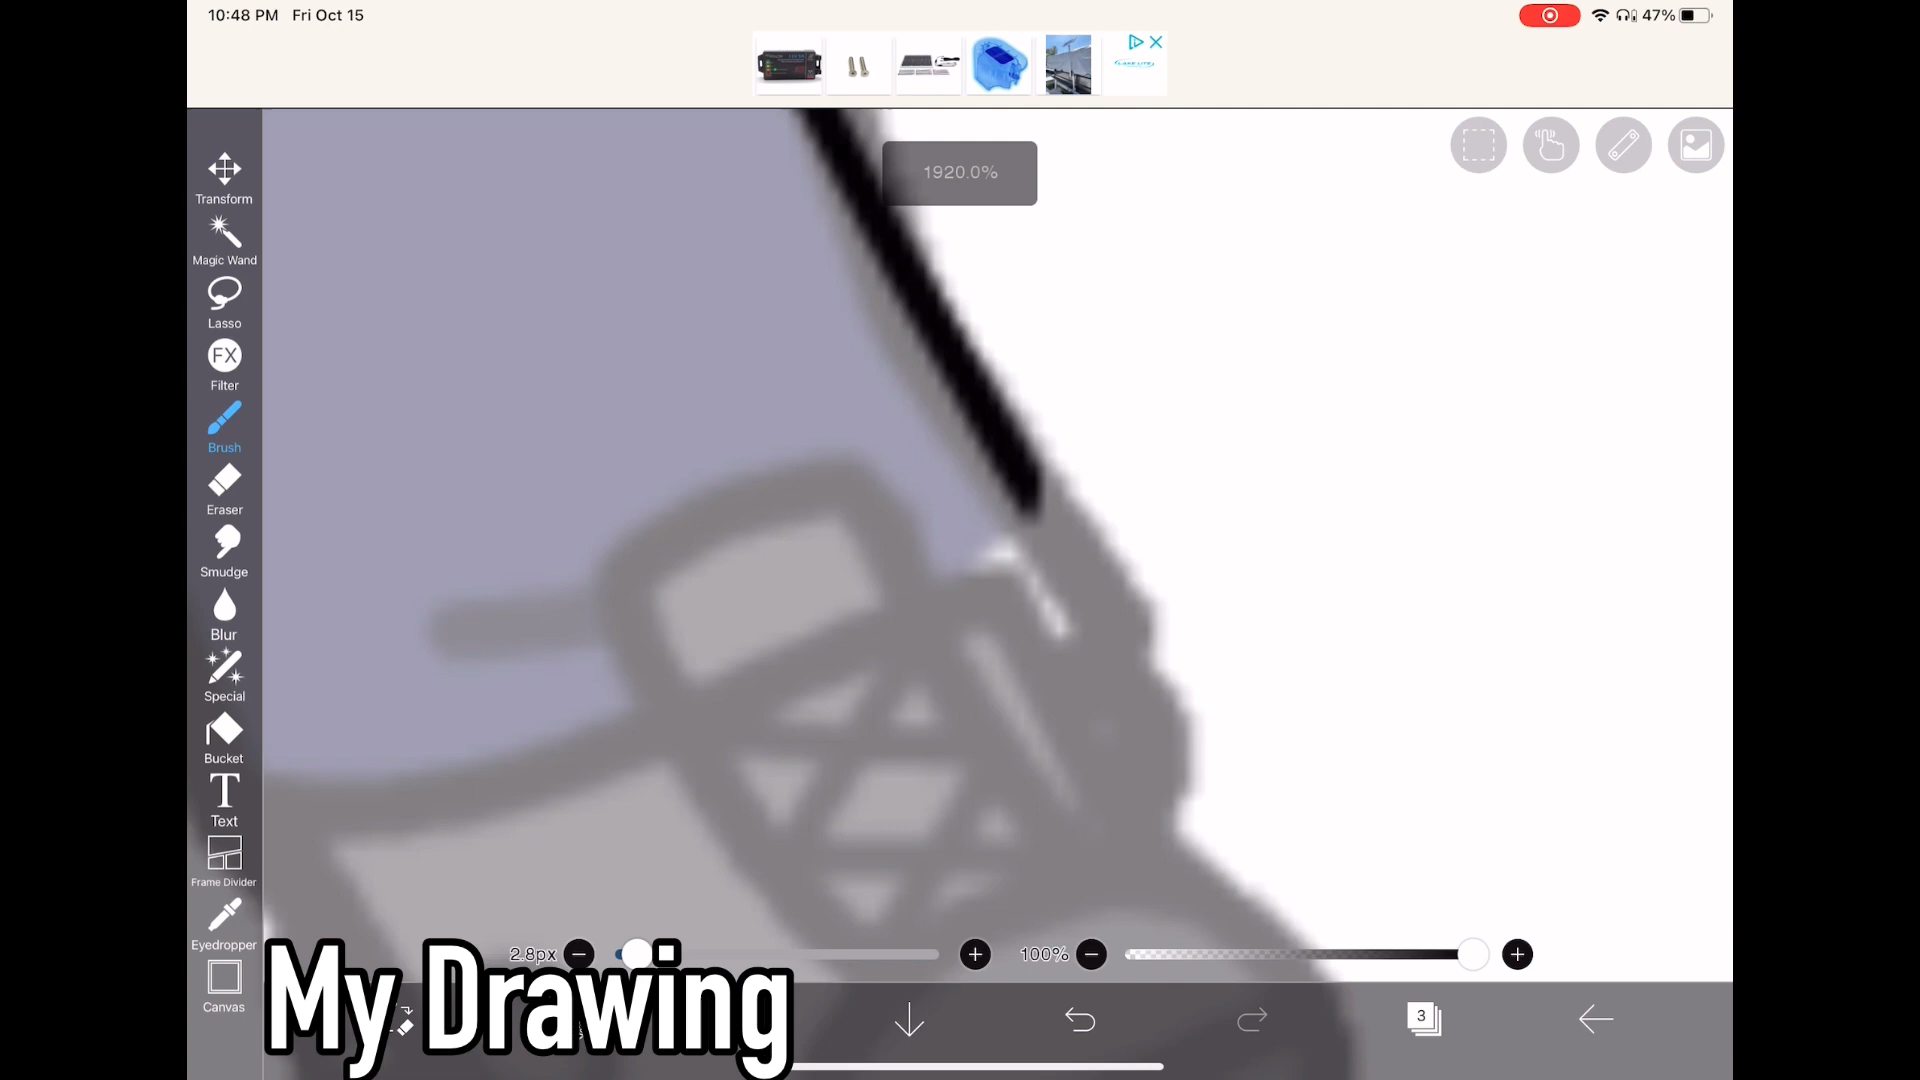 10:48 PM Fri Oct 15
47%
1920.0%
Transform
Magic Wand
Lasso
FX
Filter
Brush
Eraser
Smudge
Blur
Special
Bucket
T
Text
Frame Divider
Eyedropper
Canvas
2.8px
100%
3
My Drawing